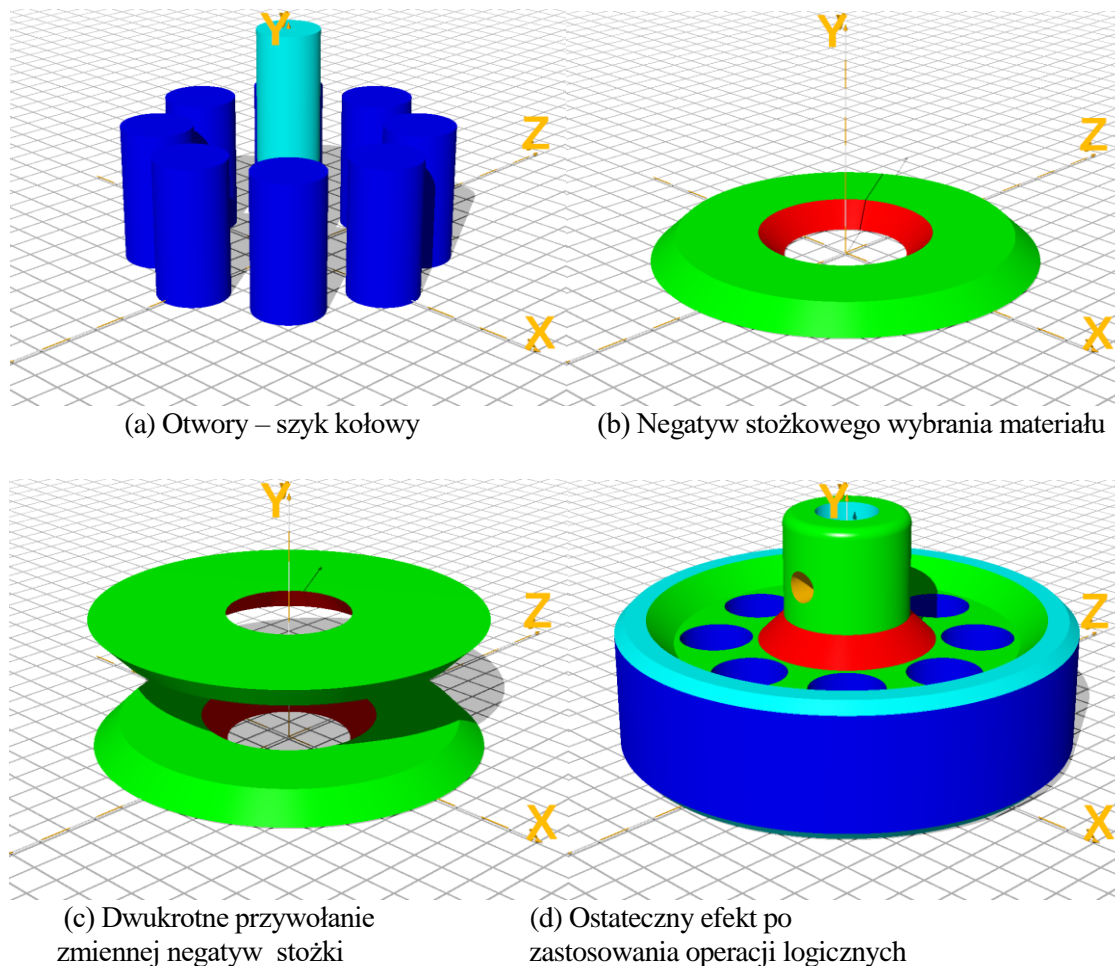 Y
Z
X
Y
Z
X
(a) Otwory – szyk kołowy
(b) Negatyw stożkowego wybrania materiału
Y
Z
X
Y
Z
X
(c) Dwukrotne przywołanie
zmiennej negatyw stożki
(d) Ostateczny efekt po
zastosowania operacji logicznych